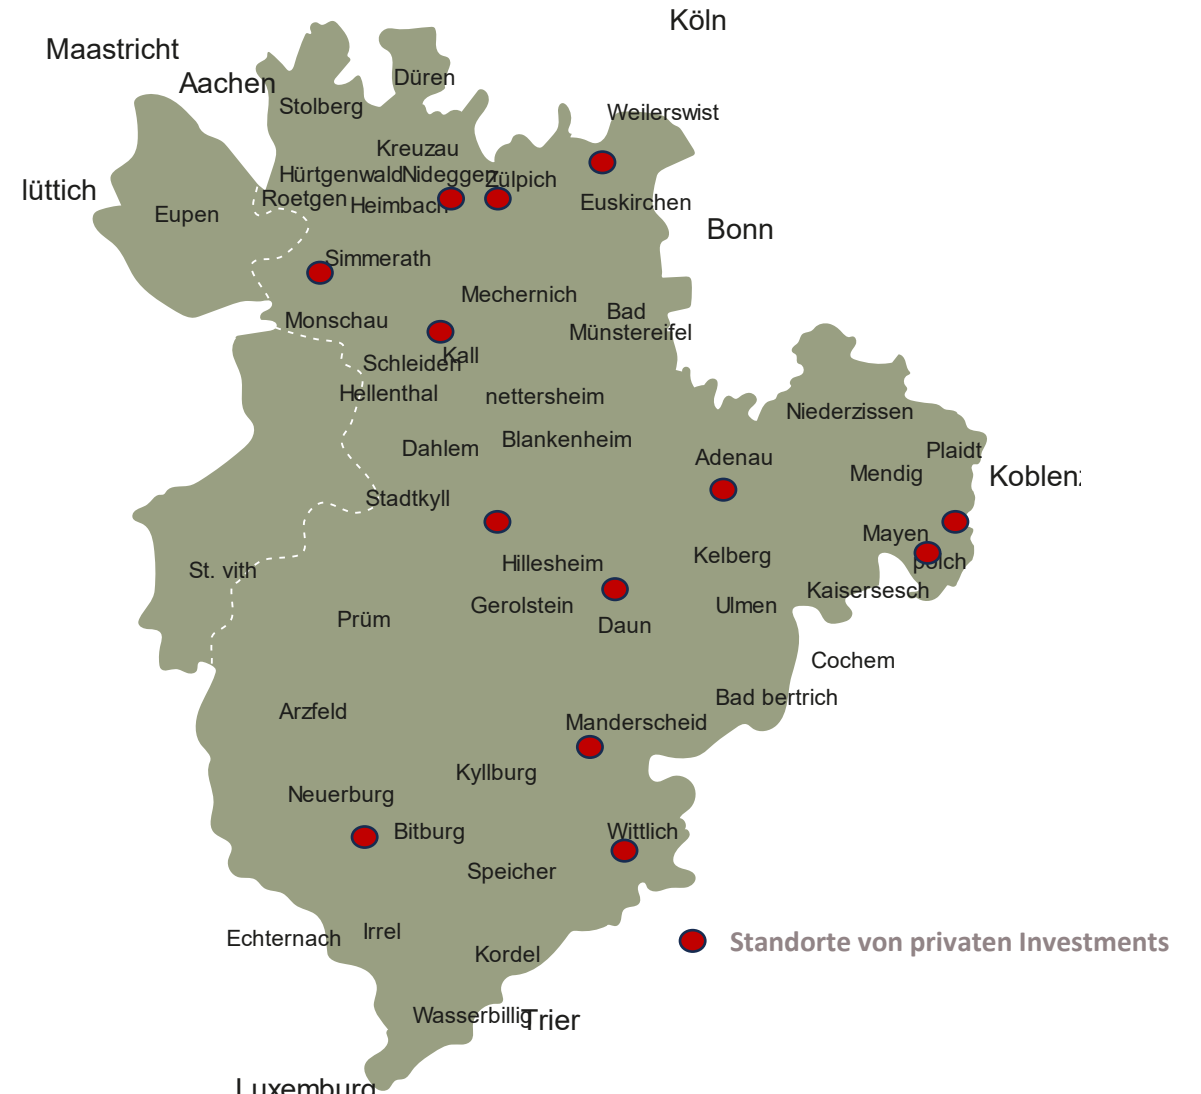 Köln
Maastricht
Aachen
Düren
Stolberg
Weilerswist
Kreuzau
Hürtgenwald
Nideggen
Zülpich
lüttich
Roetgen
Heimbach
Euskirchen
Eupen
Bonn
Simmerath
Mechernich
Bad
Münstereifel
Monschau
Kall
Schleiden
Hellenthal
nettersheim
Niederzissen
Blankenheim
Dahlem
Adenau
Plaidt
Mendig
Koblenz
Stadtkyll
Mayen
polch
Hillesheim
Kelberg
St. vith
Kaisersesch
Gerolstein
Ulmen
Prüm
Daun
Cochem
Bad bertrich
Arzfeld
Manderscheid
Kyllburg
Neuerburg
Bitburg
Wittlich
Speicher
Irrel
Echternach
Standorte von privaten Investments
Kordel
Wasserbillig
Trier
Luxemburg